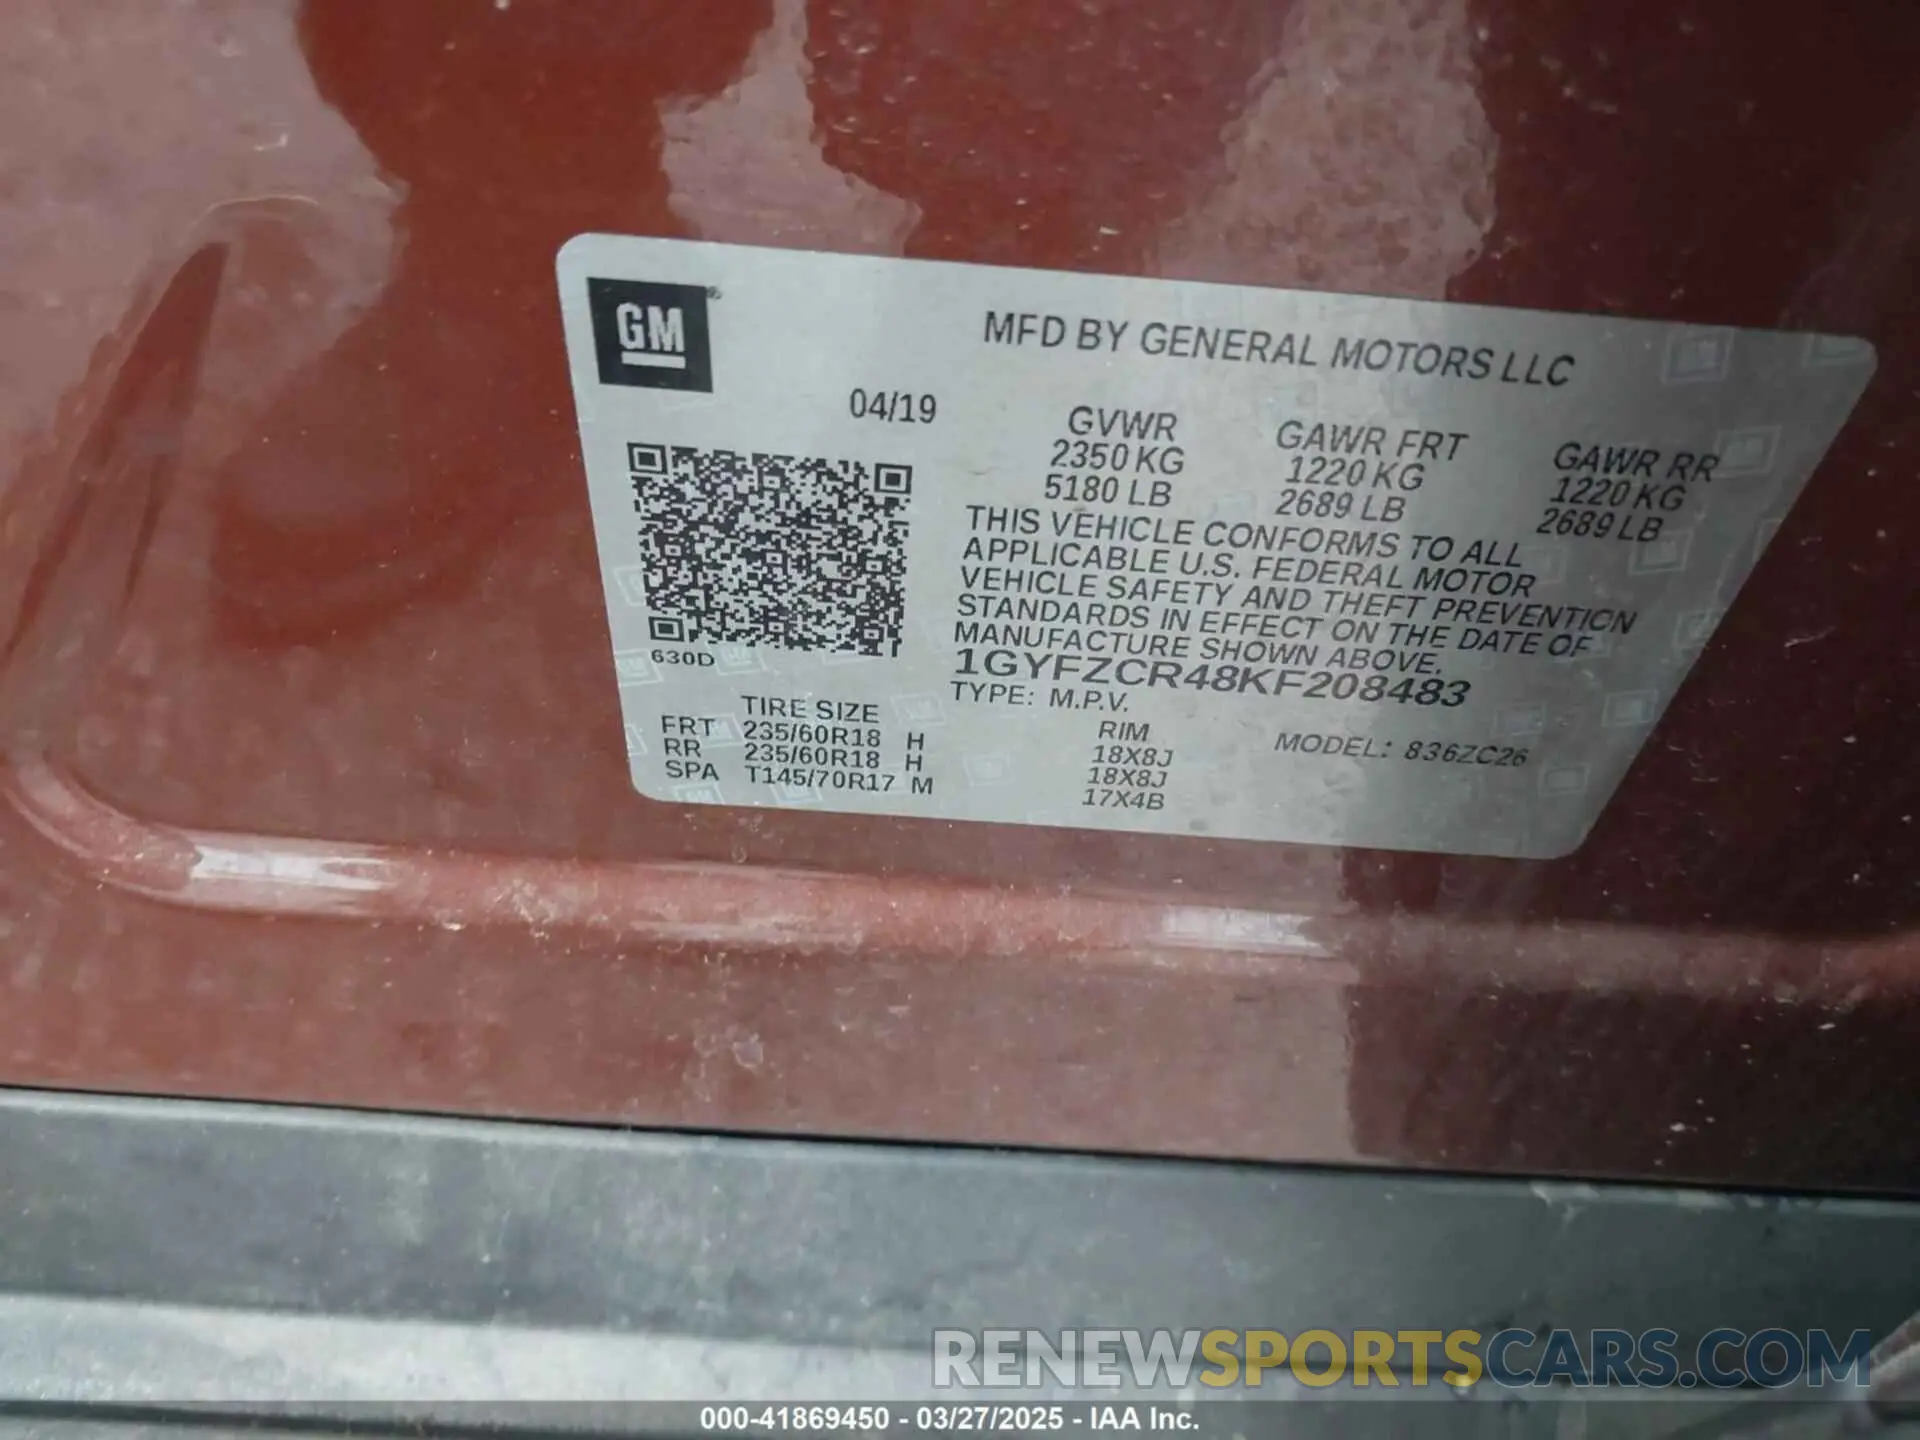 GM
MFD BY GENERAL MOTORS LLC
04/19
GVWR GAWR FRT GAWR RR
2350 KG 1220 KG 1220 KG
5180 LB 2689 LB 2689 LB
THIS VEHICLE CONFORMS TO ALL
APPLICABLE U.S. FEDERAL MOTOR
VEHICLE SAFETY AND THEFT PREVENTION
STANDARDS IN EFFECT ON THE DATE OF
MANUFACTURE SHOWN ABOVE.
630D
1GYFZCR48KF208483
TYPE: M.P.V.
TIRE SIZE RIM MODEL: 836ZC26
FRT 235/60R18 H 18X8J
RR 235/60R18 H 18X8J
SPA T145/70R17 M 17X4B
RENEWSPORTSCARS.COM
000-41869450 - 03/27/2025 - IAA Inc.